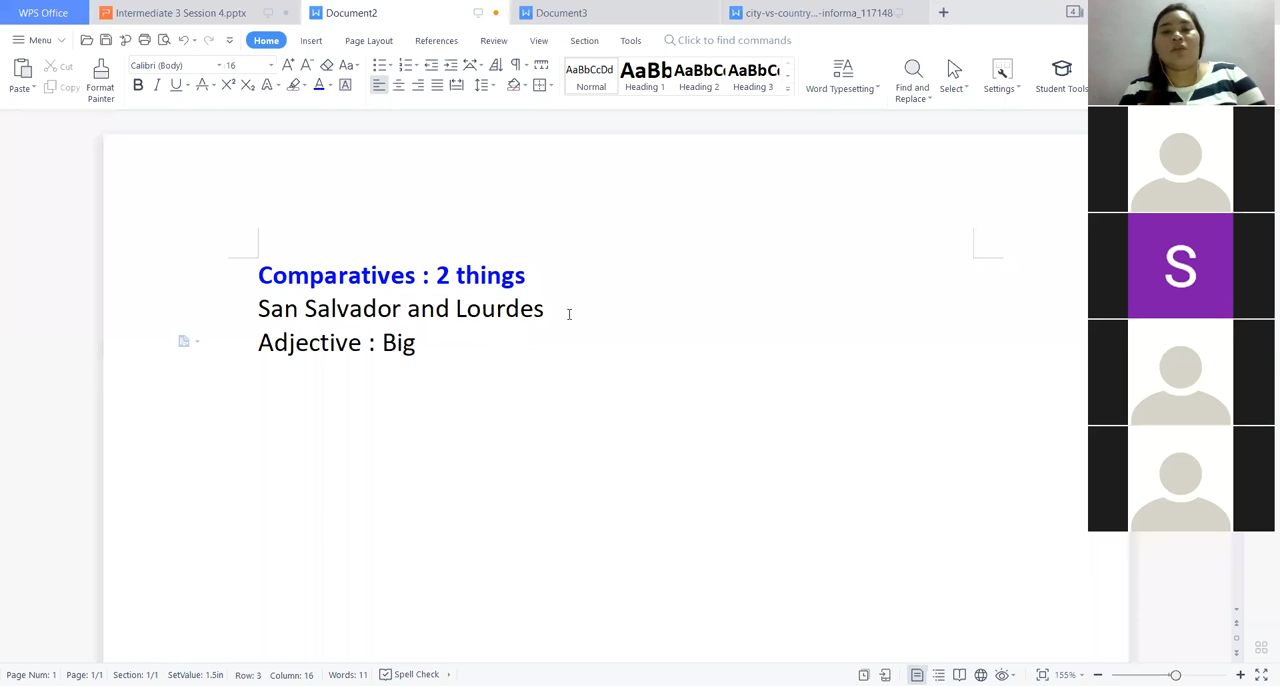 WPS Office
Intermediate 3 Session 4.pptx
Document2
Document3
city-vs-country...-informa_117148
4
Menu
Home
Insert
Page Layout
References
Review
View
Section
Tools
Click to find commands
Paste
Cut
Copy
Format Painter
Calibri (Body)
16
AaBbCcDd
Normal
AaBb
Heading 1
AaBbC
Heading 2
AaBbC
Heading 3
Word Typesetting
Find and Replace
Select
Settings
Student Tools
Comparatives : 2 things
San Salvador and Lourdes
Adjective : Big
S
Page Num: 1
Page: 1/1
Section: 1/1
SetValue: 1.5in
Row: 3
Column: 16
Words: 11
Spell Check
155%